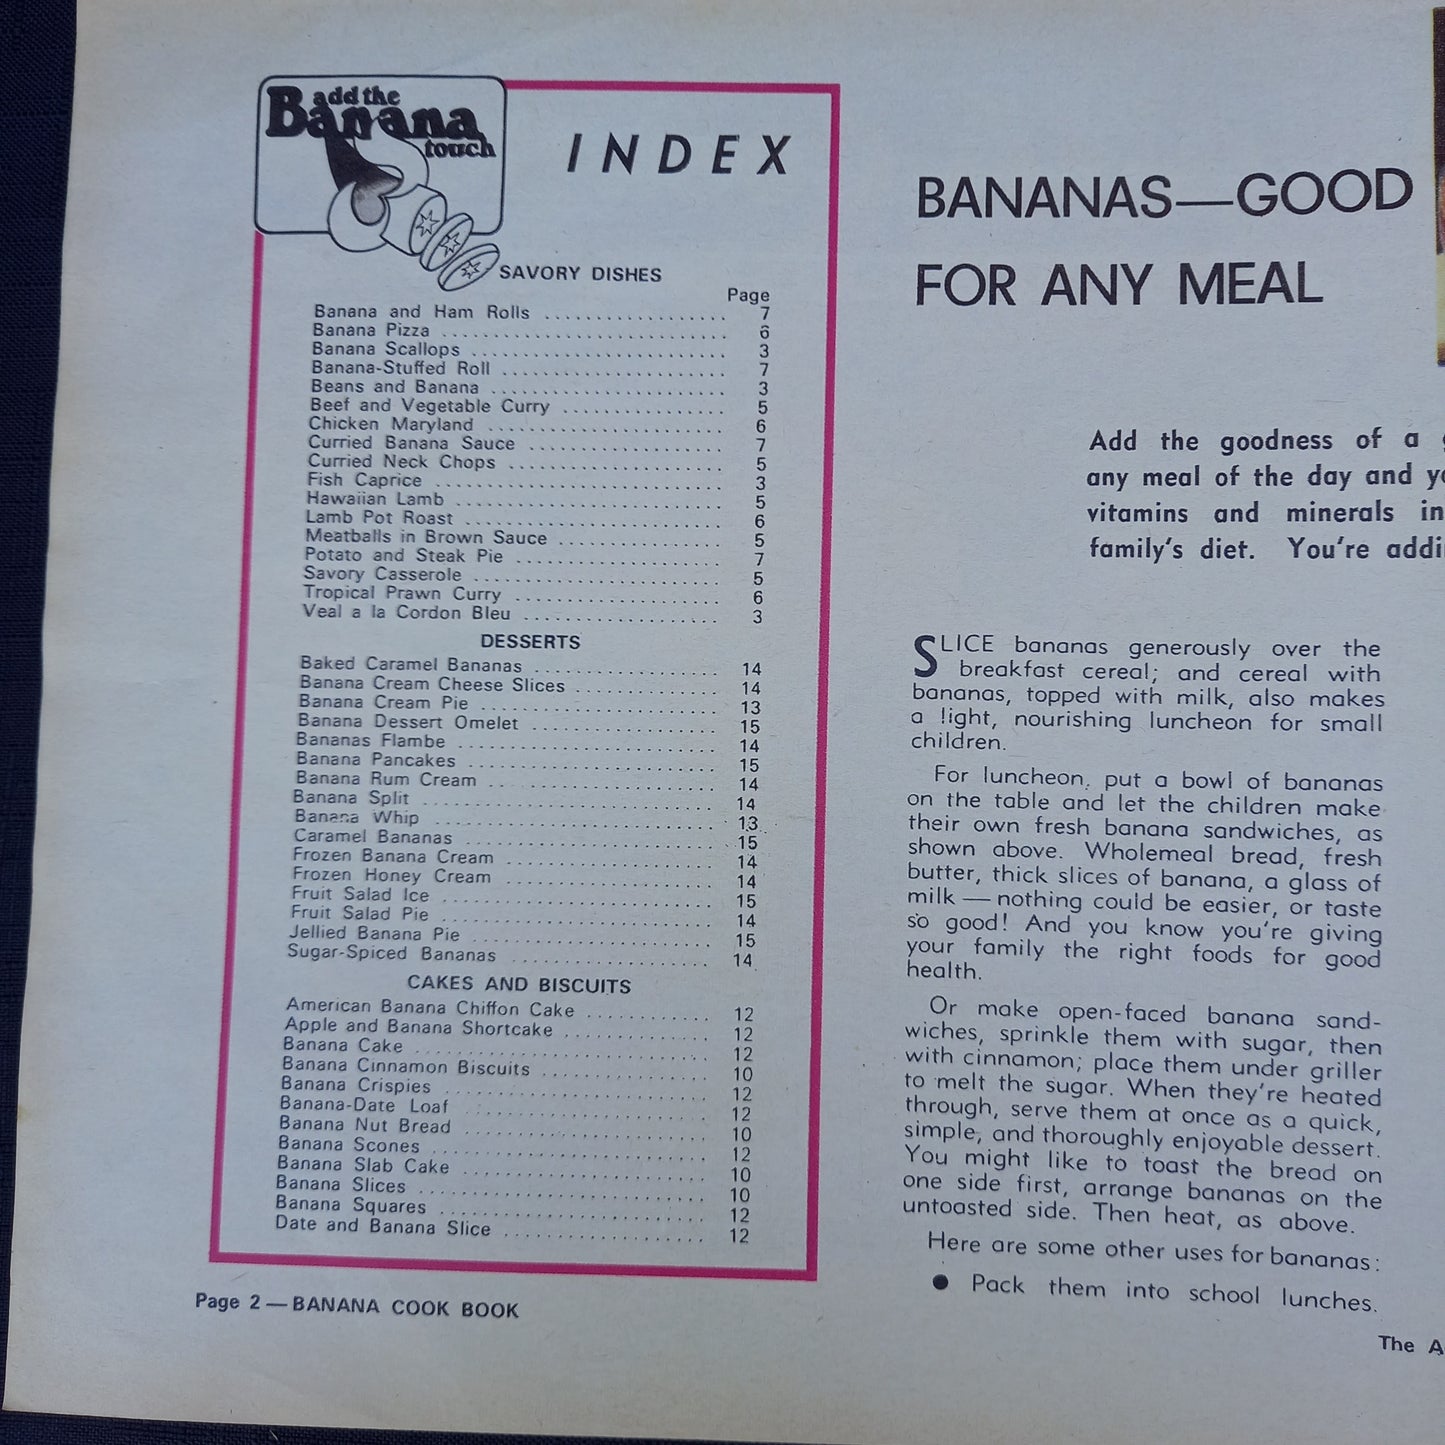 add the
Banana
touch
INDEX
SAVORY DISHES
Page
Banana and Ham Rolls .................. 7
Banana Pizza ............................ 6
Banana Scallops ......................... 3
Banana-Stuffed Roll ...................... 7
Beans and Banana ....................... 3
Beef and Vegetable Curry ................ 5
Chicken Maryland ....................... 6
Curried Banana Sauce ................... 7
Curried Neck Chops ..................... 5
Fish Caprice ............................ 3
Hawaiian Lamb .......................... 5
Lamb Pot Roast ......................... 6
Meatballs in Brown Sauce ................ 5
Potato and Steak Pie .................... 7
Savory Casserole ........................ 5
Tropical Prawn Curry .................... 6
Veal a la Cordon Bleu ................... 3
DESSERTS
Baked Caramel Bananas .................. 14
Banana Cream Cheese Slices .............. 14
Banana Cream Pie ....................... 13
Banana Dessert Omelet .................. 15
Bananas Flambe ......................... 14
Banana Pancakes ........................ 15
Banana Rum Cream ...................... 14
Banana Split ............................ 14
Banana Whip ........................... 13
Caramel Bananas ........................ 15
Frozen Banana Cream .................... 14
Frozen Honey Cream .................... 14
Fruit Salad Ice .......................... 15
Fruit Salad Pie .......................... 14
Jellied Banana Pie ....................... 15
Sugar-Spiced Bananas .................... 14
CAKES AND BISCUITS
American Banana Chiffon Cake ............ 12
Apple and Banana Shortcake .............. 12
Banana Cake ............................ 12
Banana Cinnamon Biscuits ................ 10
Banana Crispies ......................... 12
Banana-Date Loaf ....................... 12
Banana Nut Bread ....................... 10
Banana Scones .......................... 12
Banana Slab Cake ....................... 10
Banana Slices ........................... 10
Banana Squares ......................... 12
Date and Banana Slice ................... 12
Page 2 — BANANA COOK BOOK
BANANAS—GOOD
FOR ANY MEAL
Add the goodness of a
any meal of the day and
vitamins and minerals in
family's diet. You're
SLICE bananas generously over the
breakfast cereal; and cereal with
bananas, topped with milk, also makes
a light, nourishing luncheon for small
children.
For luncheon, put a bowl of bananas
on the table and let the children make
their own fresh banana sandwiches, as
shown above. Wholemeal bread, fresh
butter, thick slices of banana, a glass of
milk — nothing could be easier, or taste
so good! And you know you're giving
your family the right foods for good
health.
Or make open-faced banana sand-
wiches, sprinkle them with sugar, then
with cinnamon; place them under griller
to melt the sugar. When they're heated
through, serve them at once as a quick,
simple, and thoroughly enjoyable dessert.
You might like to toast the bread on
one side first, arrange bananas on the
untoasted side. Then heat, as above.
Here are some other uses for bananas:
● Pack them into school lunches.
The